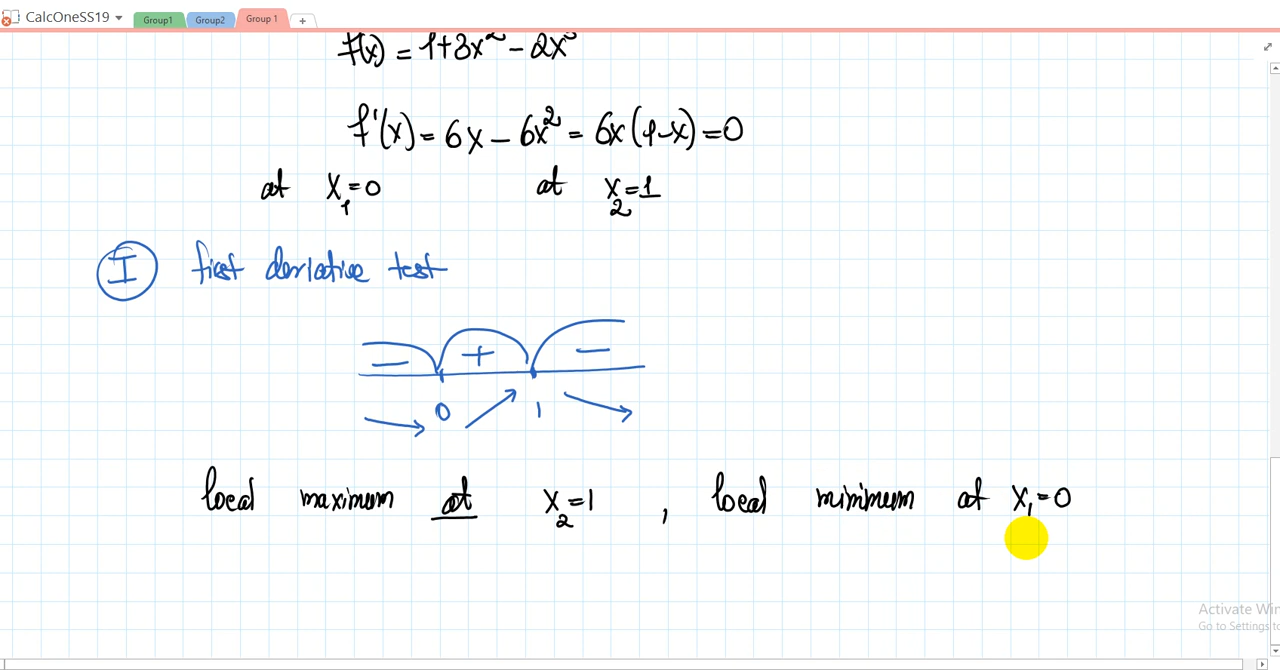 CalcOneSS19
Group1 Group2 Group 1 +
f(x) = 1+3x² - 2x³
f'(x) = 6x - 6x² = 6x(1-x) = 0
at x₁=0 at x₂=1
I first derivative test
- + -
0 1
local maximum at x₂=1 , local minimum at x₁=0
Activate Win
Go to Settings to